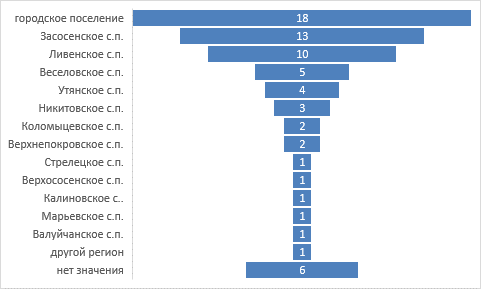 городское поселение 18
Засосенское с.п. 13
Ливенское с.п. 10
Веселовское с.п. 5
Утянское с.п. 4
Никитовское с.п. 3
Коломыцевское с.п. 2
Верхнепокровское с.п. 2
Стрелецкое с.п. 1
Верхососенское с.п. 1
Калиновское с.. 1
Марьевское с.п. 1
Валуйчанское с.п. 1
другой регион 1
нет значения 6